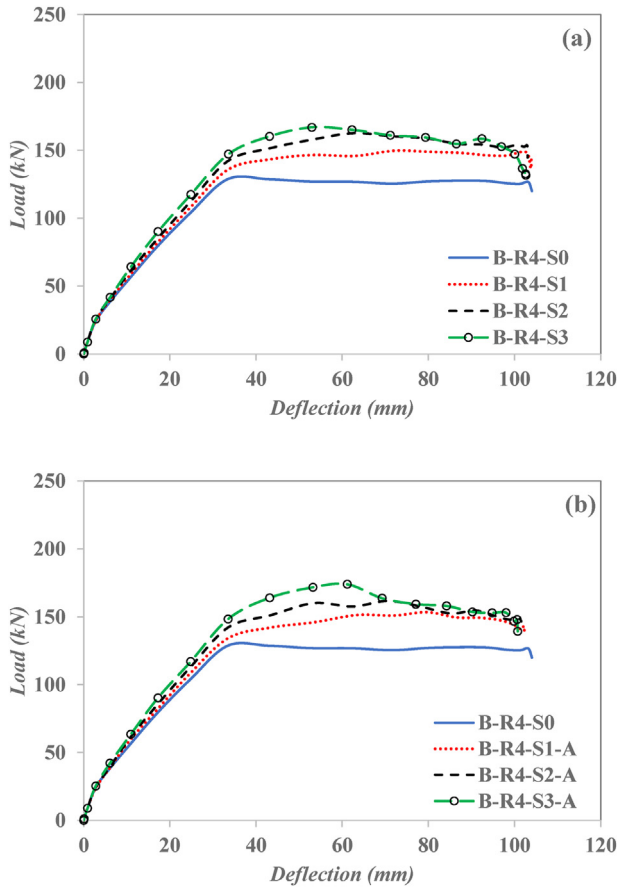 250
(a)
200
150
100
50
0
Load (kN)
B-R4-S0
B-R4-S1
B-R4-S2
B-R4-S3
0 20 40 60 80 100 120
Deflection (mm)
250
(b)
200
150
100
50
0
Load (kN)
B-R4-S0
B-R4-S1-A
B-R4-S2-A
B-R4-S3-A
0 20 40 60 80 100 120
Deflection (mm)